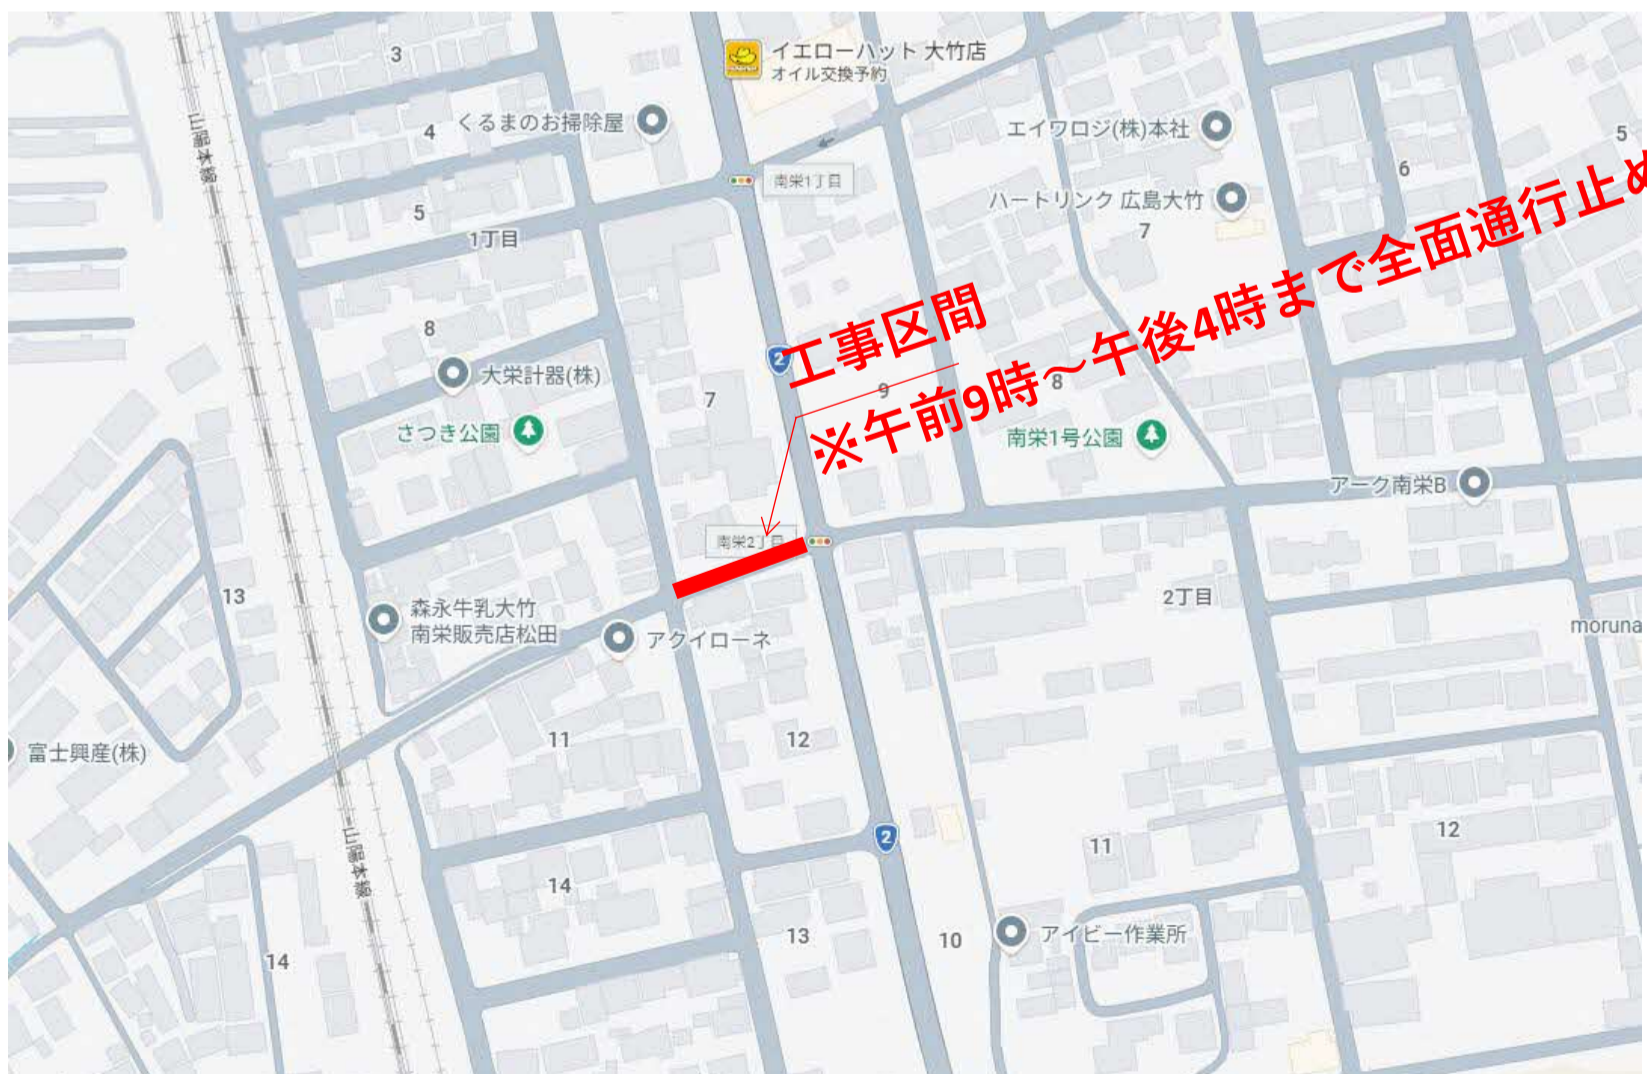 3
イエローハット 大竹店
オイル交換予約
くるまのお掃除屋
4
エイワロジ(株)本社
5
山陽本線
南栄1丁目
6
ハートリンク 広島大竹
5
7
1丁目
工事区間
※午前9時～午後4時まで全面通行止め
8
2
大栄計器(株)
7
9
8
さつき公園
南栄1号公園
アーク南栄B
南栄2丁目
13
2丁目
森永牛乳大竹
南栄販売店松田
アクイローネ
moruna
富士興産(株)
11
12
2
山陽本線
11
12
14
13
10
アイビー作業所
14